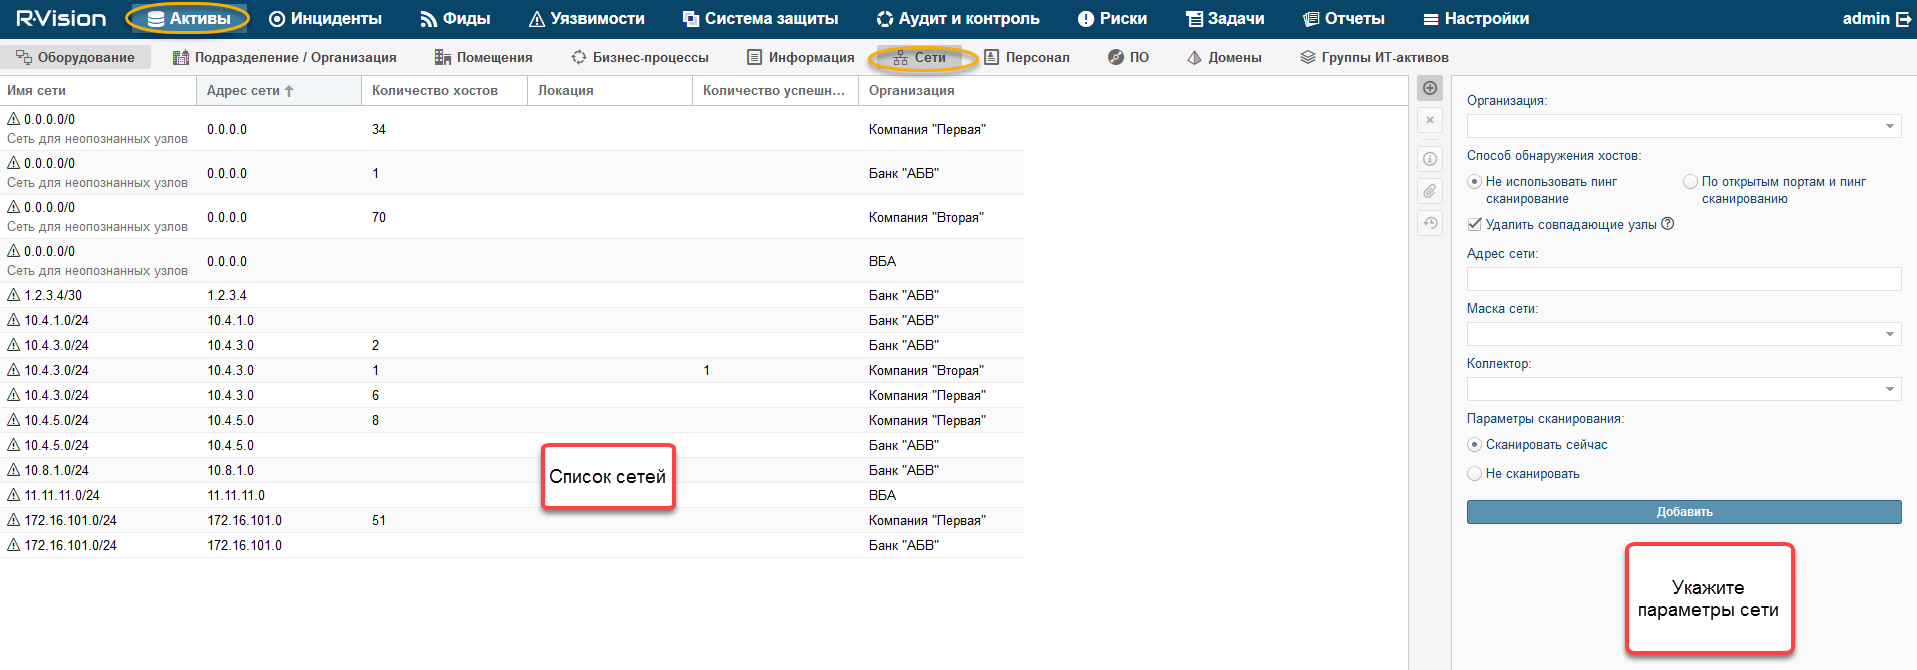 R·Vision Активы Инциденты Фиды Уязвимости Система защиты Аудит и контроль Риски Задачи Отчеты Настройки admin
Оборудование Подразделение / Организация Помещения Бизнес-процессы Информация Сети Персонал ПО Домены Группы ИТ-активов
Имя сети Адрес сети Количество хостов Локация Количество успешн... Организация
0.0.0.0/0
Сеть для неопознанных узлов
0.0.0.0 34 Компания "Первая"
0.0.0.0/0
Сеть для неопознанных узлов
0.0.0.0 1 Банк "АБВ"
0.0.0.0/0
Сеть для неопознанных узлов
0.0.0.0 70 Компания "Вторая"
0.0.0.0/0
Сеть для неопознанных узлов
0.0.0.0 ВБА
1.2.3.4/30 1.2.3.4 Банк "АБВ"
10.4.1.0/24 10.4.1.0 Банк "АБВ"
10.4.3.0/24 10.4.3.0 2 Банк "АБВ"
10.4.3.0/24 10.4.3.0 1 1 Компания "Вторая"
10.4.3.0/24 10.4.3.0 6 Компания "Первая"
10.4.5.0/24 10.4.5.0 8 Компания "Первая"
10.4.5.0/24 10.4.5.0 Банк "АБВ"
10.8.1.0/24 10.8.1.0 Банк "АБВ"
11.11.11.0/24 11.11.11.0 ВБА
172.16.101.0/24 172.16.101.0 51 Компания "Первая"
172.16.101.0/24 172.16.101.0 Банк "АБВ"
Список сетей
Организация:
Способ обнаружения хостов:
Не использовать пинг
сканирование
По открытым портам и пинг
сканированию
Удалить совпадающие узлы
Адрес сети:
Маска сети:
Коллектор:
Параметры сканирования:
Сканировать сейчас
Не сканировать
Добавить
Укажите
параметры сети